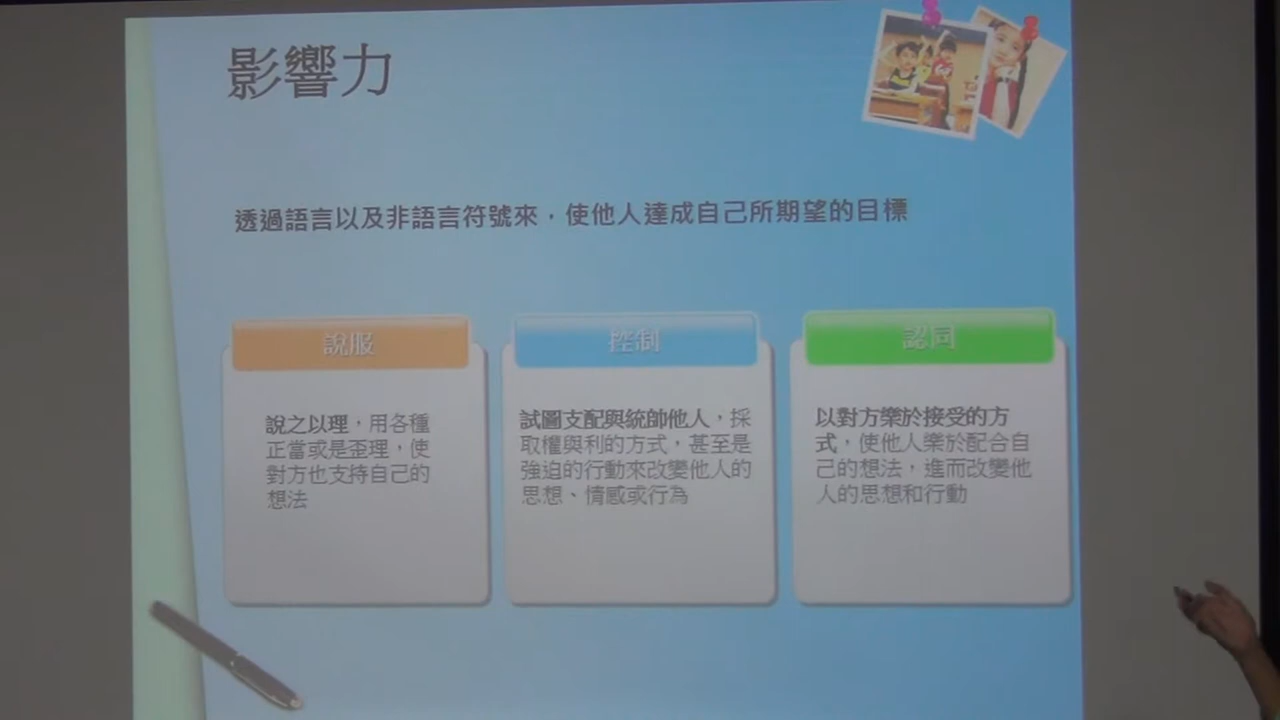 影響力
透過語言以及非語言符號來，使他人達成自己所期望的目標
說服
說之以理，用各種
正當或是歪理，使
對方也支持自己的
想法
控制
試圖支配與統帥他人，採
取權與利的方式，甚至是
強迫的行動來改變他人的
思想、情感或行為
認同
以對方樂於接受的方
式，使他人樂於配合自
己的想法，進而改變他
人的思想和行動